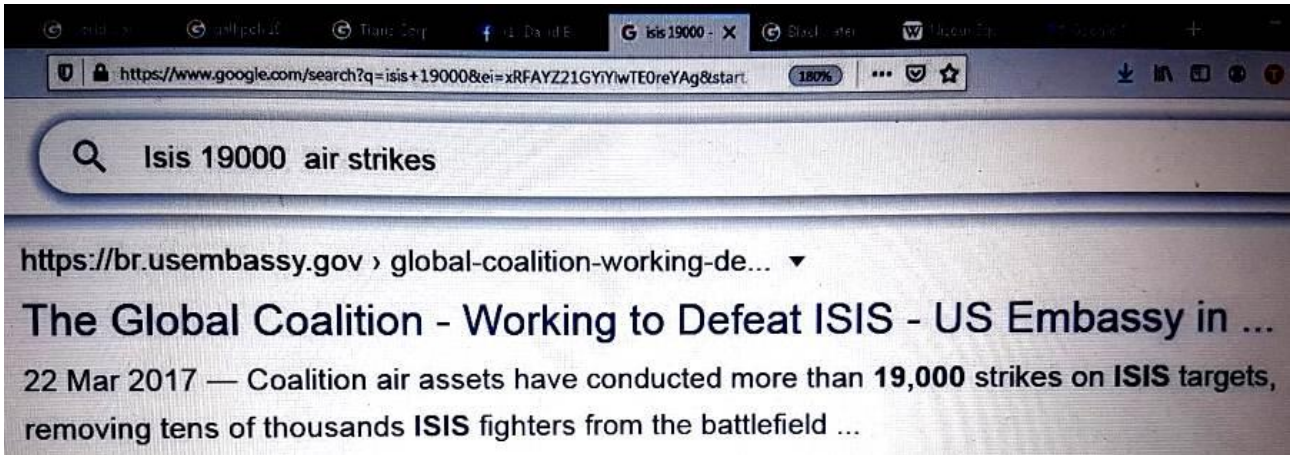 isis 19000 -
https://www.google.com/search?q=isis+19000&ei=xRFAYZ21GYiYlwTE0reYAg&start
180%
Isis 19000 air strikes
https://br.usembassy.gov › global-coalition-working-de...
The Global Coalition - Working to Defeat ISIS - US Embassy in ...
22 Mar 2017 — Coalition air assets have conducted more than 19,000 strikes on ISIS targets,
removing tens of thousands ISIS fighters from the battlefield ...